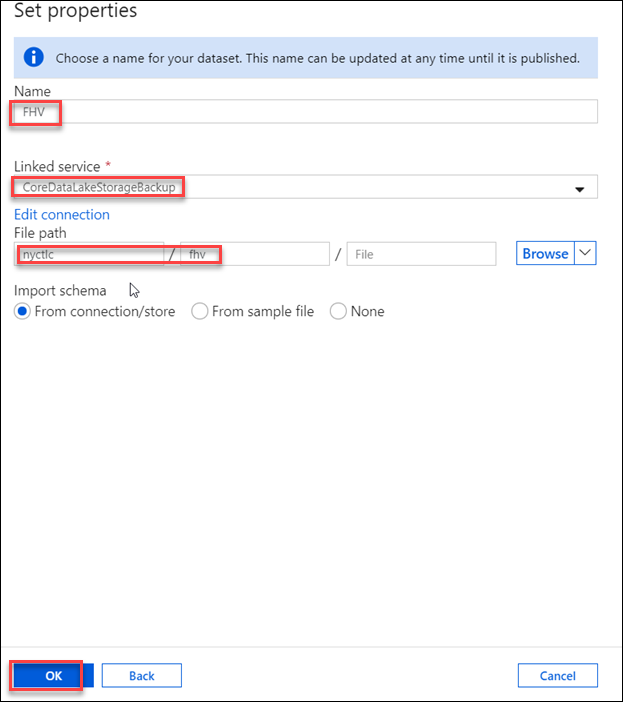 Set properties
Choose a name for your dataset. This name can be updated at any time until it is published.
Name
FHV
Linked service *
CoreDataLakeStorageBackup
Edit connection
File path
nyctlc / fhv / File Browse
Import schema
From connection/store From sample file None
OK Back Cancel